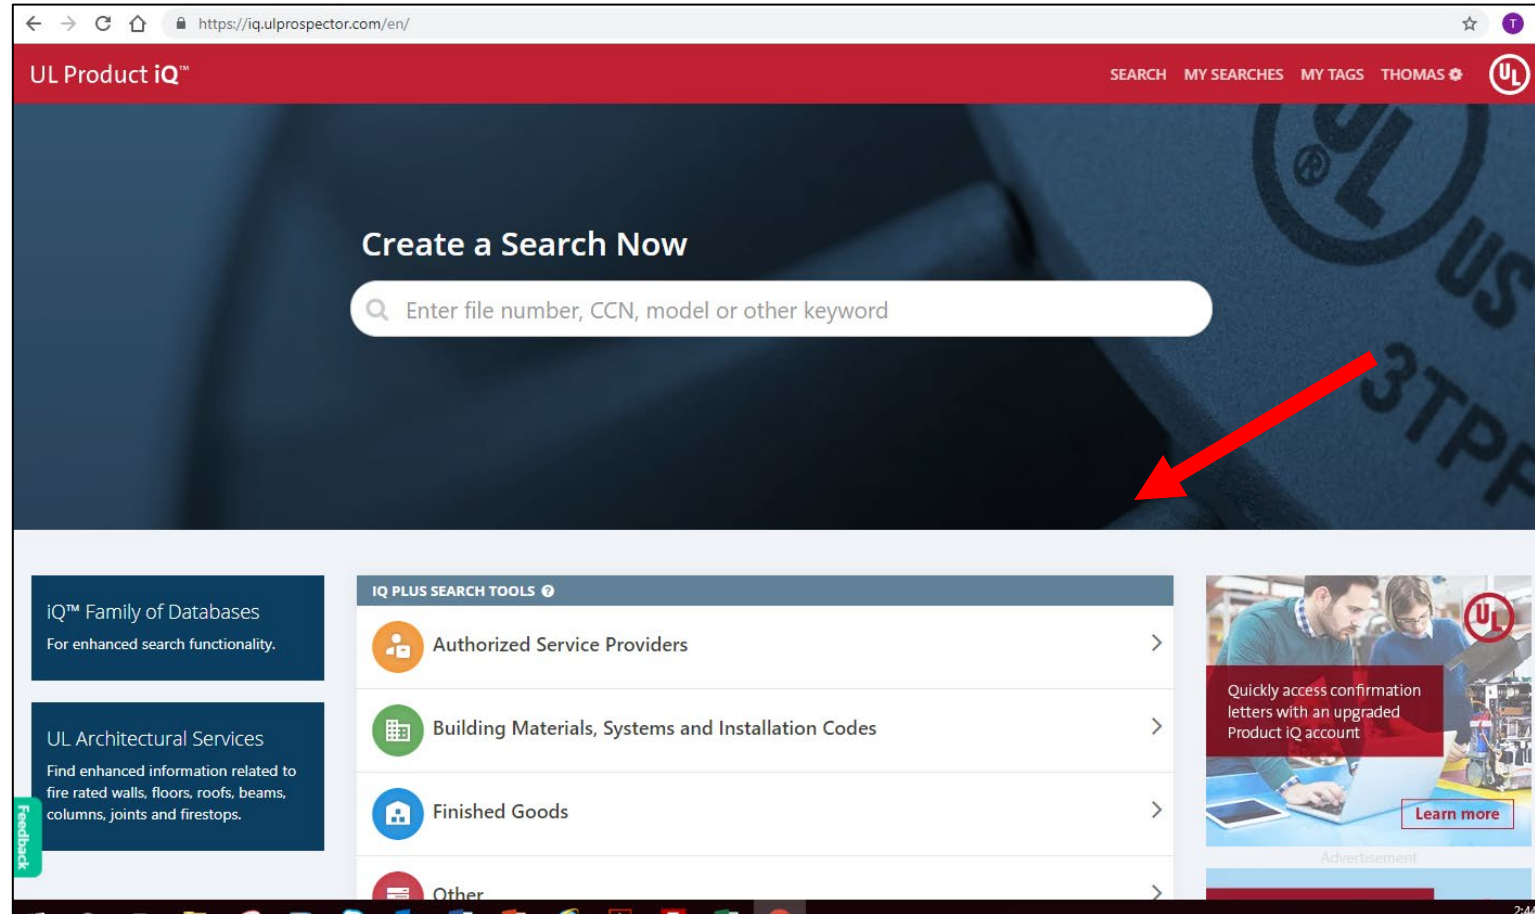 https://iq.ulprospector.com/en/
T
UL Product iQ™
SEARCH MY SEARCHES MY TAGS THOMAS
UL
UL
®
US
3TPP
Create a Search Now
Enter file number, CCN, model or other keyword
iQ™ Family of Databases
For enhanced search functionality.
UL Architectural Services
Find enhanced information related to
fire rated walls, floors, roofs, beams,
columns, joints and firestops.
Feedback
IQ PLUS SEARCH TOOLS ?
Authorized Service Providers
Building Materials, Systems and Installation Codes
Finished Goods
Other
UL
Quickly access confirmation
letters with an upgraded
Product iQ account
Learn more
Advertisement